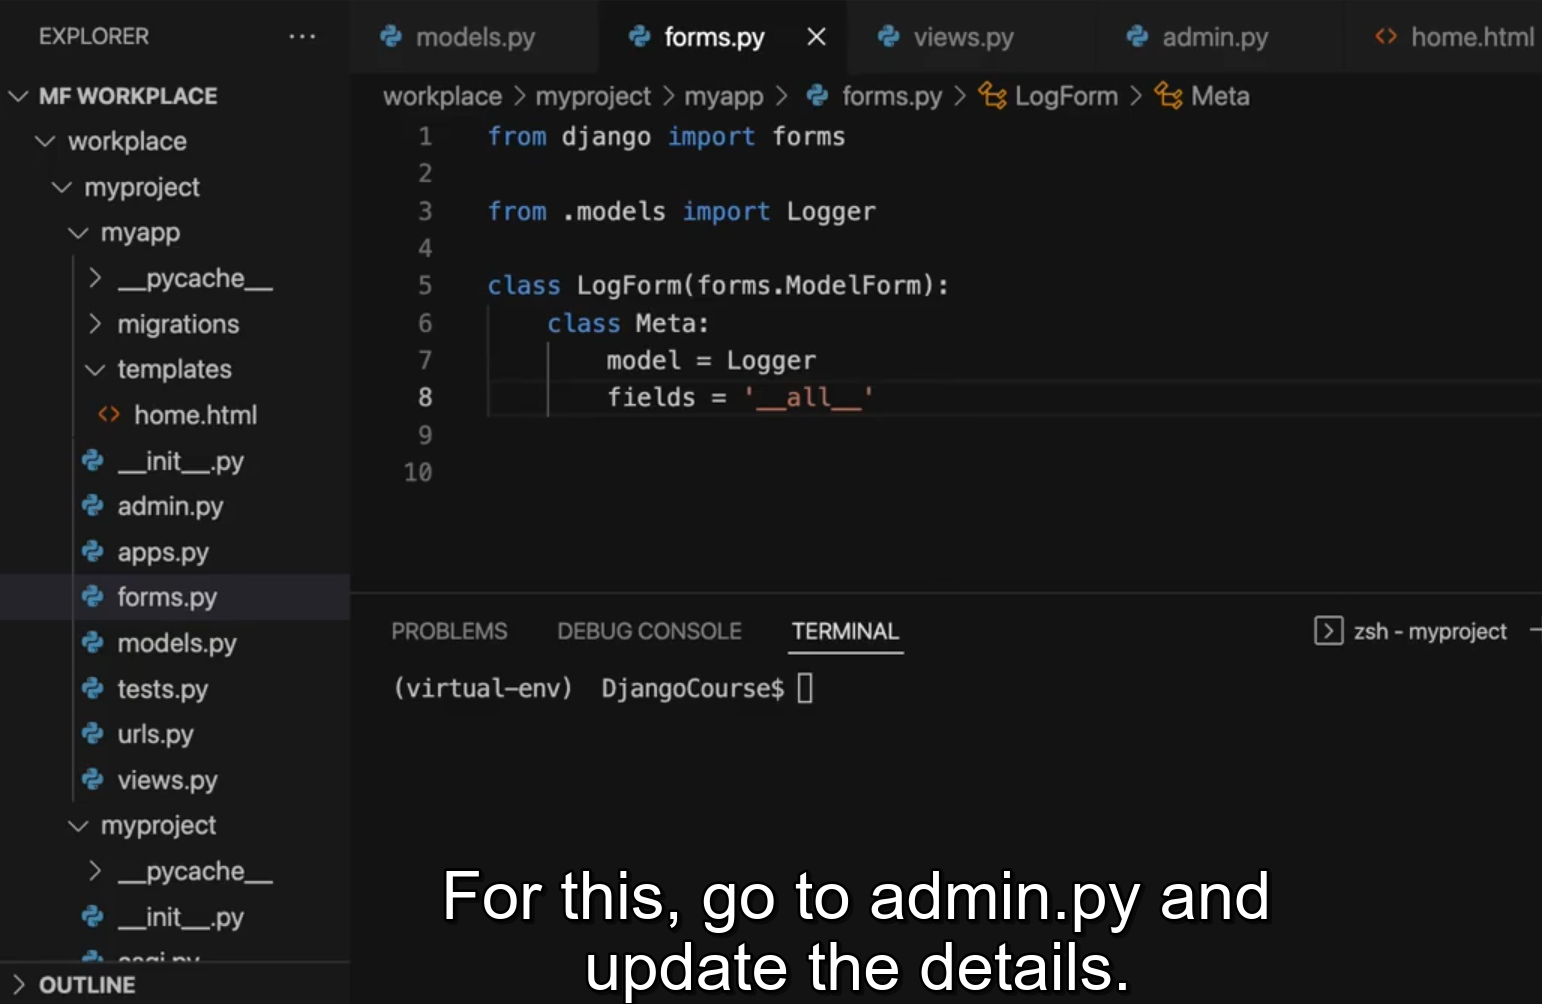 EXPLORER
MF WORKPLACE
workplace
myproject
myapp
__pycache__
migrations
templates
<> home.html
__init__.py
admin.py
apps.py
forms.py
models.py
tests.py
urls.py
views.py
myproject
__pycache__
__init__.py
OUTLINE
models.py forms.py views.py admin.py <> home.html
workplace > myproject > myapp > forms.py > LogForm > Meta
1 from django import forms
2
3 from .models import Logger
4
5 class LogForm(forms.ModelForm):
6 class Meta:
7 model = Logger
8 fields = '__all__'
9
10
PROBLEMS DEBUG CONSOLE TERMINAL zsh - myproject
(virtual-env) DjangoCourse$
For this, go to admin.py and
update the details.